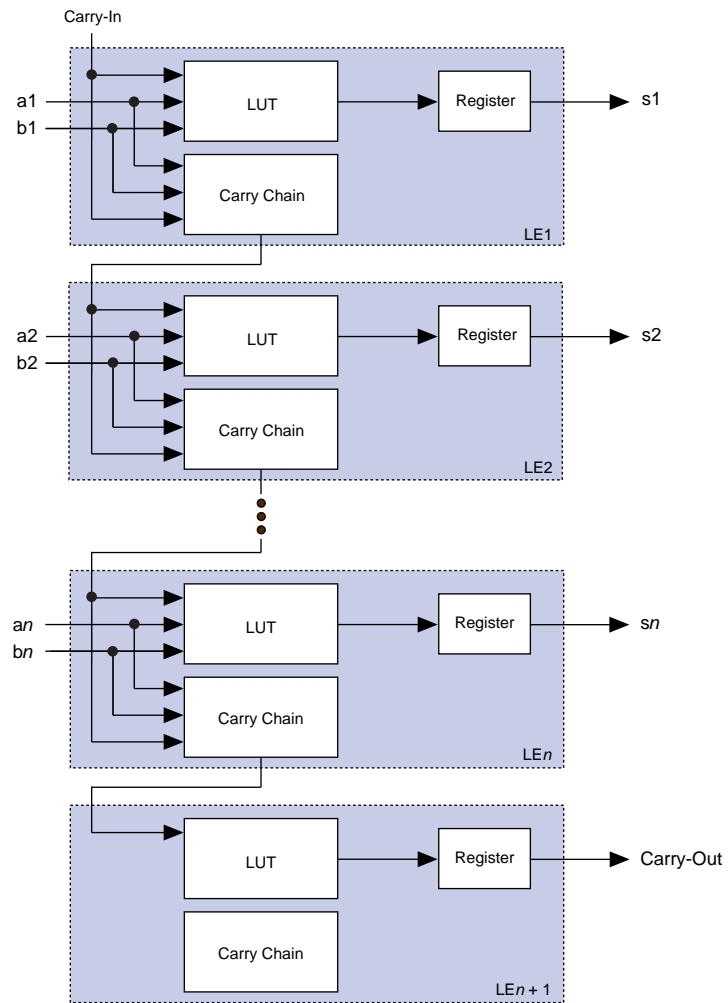 Carry-In
a1
b1
LUT
Register
s1
Carry Chain
LE1
a2
b2
LUT
Register
s2
Carry Chain
LE2
an
bn
LUT
Register
sn
Carry Chain
LEn
LUT
Register
Carry-Out
Carry Chain
LEn + 1